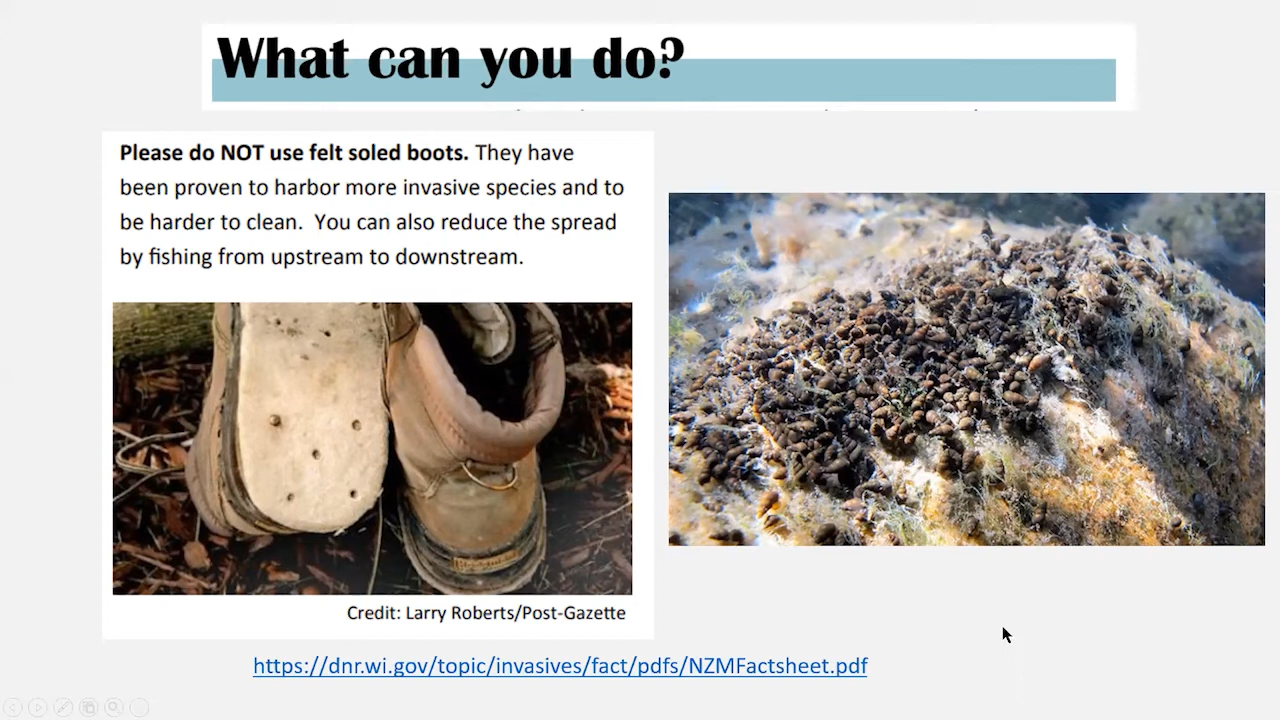 What can you do?
Please do NOT use felt soled boots. They have
been proven to harbor more invasive species and to
be harder to clean. You can also reduce the spread
by fishing from upstream to downstream.
Credit: Larry Roberts/Post-Gazette
https://dnr.wi.gov/topic/invasives/fact/pdfs/NZMFactsheet.pdf